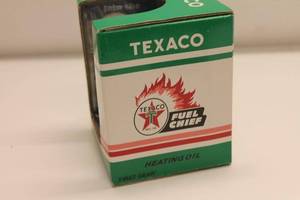 TEXACO
TEXACO
T
FUEL
CHIEF
HEATING OIL